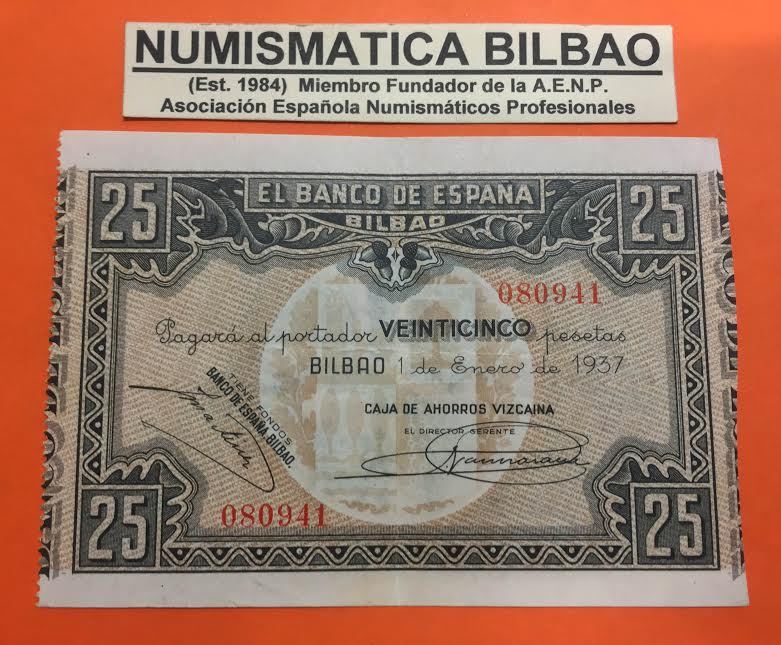 NUMISMATICA BILBAO
(Est. 1984) Miembro Fundador de la A.E.N.P.
Asociación Española Numismáticos Profesionales
25
EL BANCO DE ESPAÑA
25
BILBAO
080941
Pagará al portador VEINTICINCO pesetas
BILBAO 1 de Enero de 1937
TIENE FONDOS
BANCO DE ESPAÑA BILBAO.
CAJA DE AHORROS VIZCAINA
EL DIRECTOR GERENTE
080941
25
25